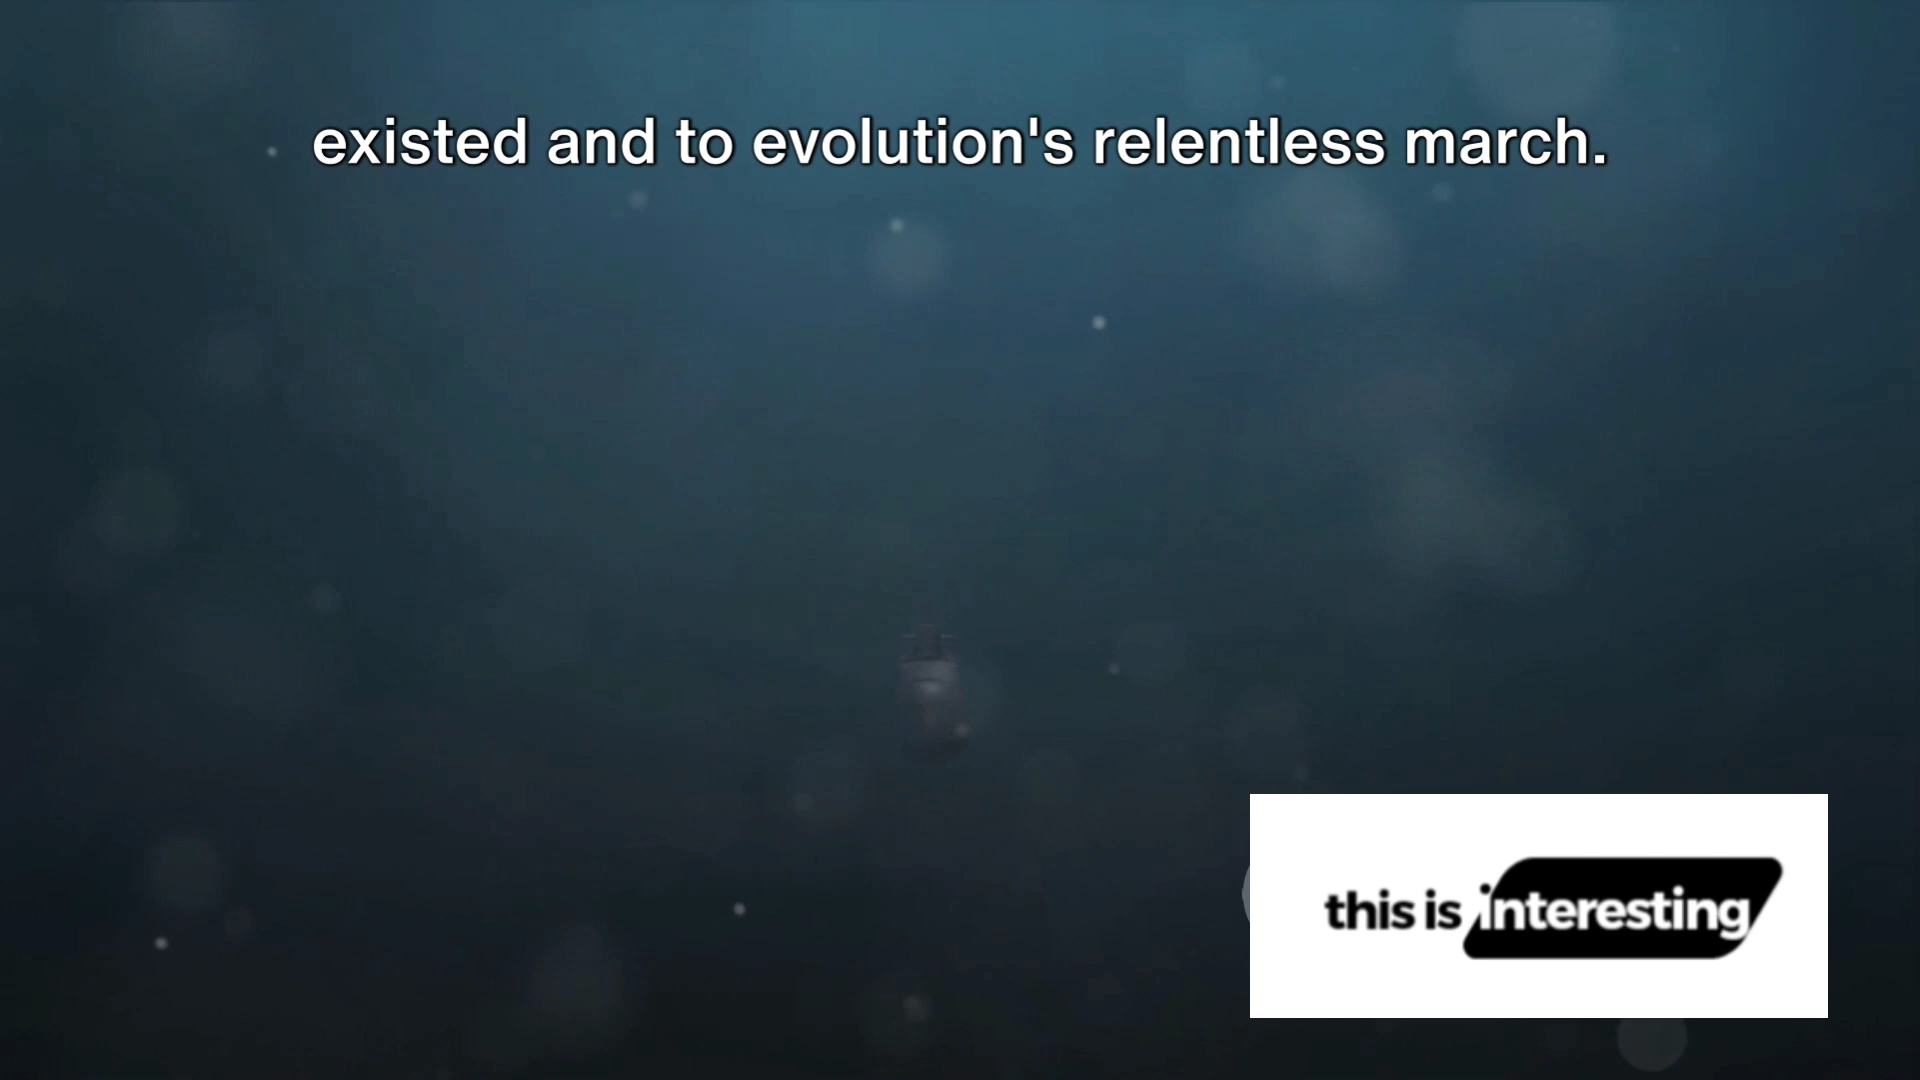 existed and to evolution's relentless march.
this is interesting